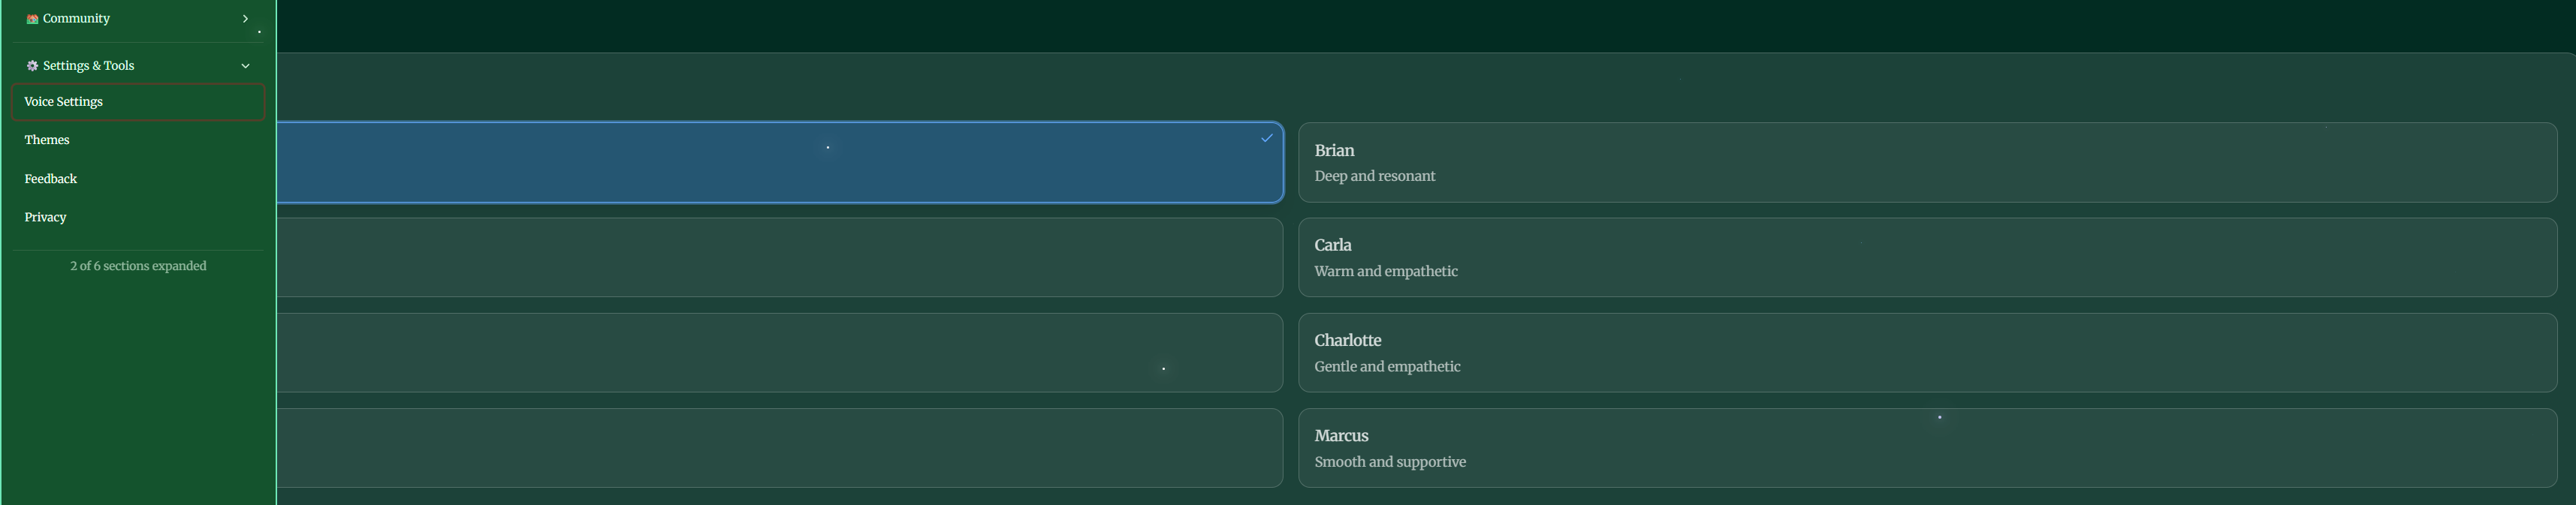 Community
Settings & Tools
Voice Settings
Themes
Feedback
Privacy
2 of 6 sections expanded
Brian
Deep and resonant
Carla
Warm and empathetic
Charlotte
Gentle and empathetic
Marcus
Smooth and supportive